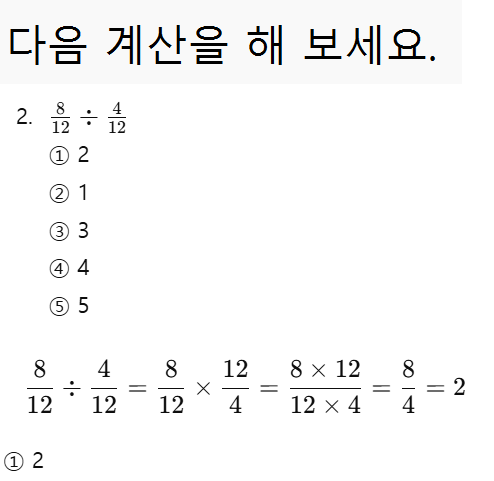 다음 계산을 해 보세요.
2. 8/12 ÷ 4/12
① 2
② 1
③ 3
④ 4
⑤ 5
8/12 ÷ 4/12 = 8/12 × 12/4 = (8 × 12)/(12 × 4) = 8/4 = 2
① 2